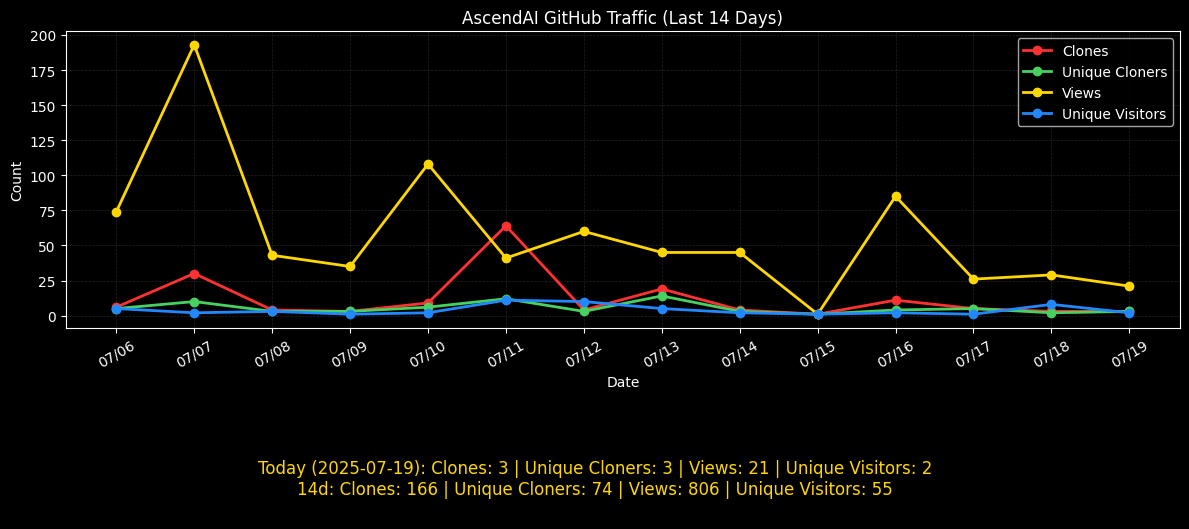 AscendAI GitHub Traffic (Last 14 Days)
200
175
150
125
100
75
50
25
0
Count
Clones
Unique Cloners
Views
Unique Visitors
07/06 07/07 07/08 07/09 07/10 07/11 07/12 07/13 07/14 07/15 07/16 07/17 07/18 07/19
Date
Today (2025-07-19): Clones: 3 | Unique Cloners: 3 | Views: 21 | Unique Visitors: 2
14d: Clones: 166 | Unique Cloners: 74 | Views: 806 | Unique Visitors: 55